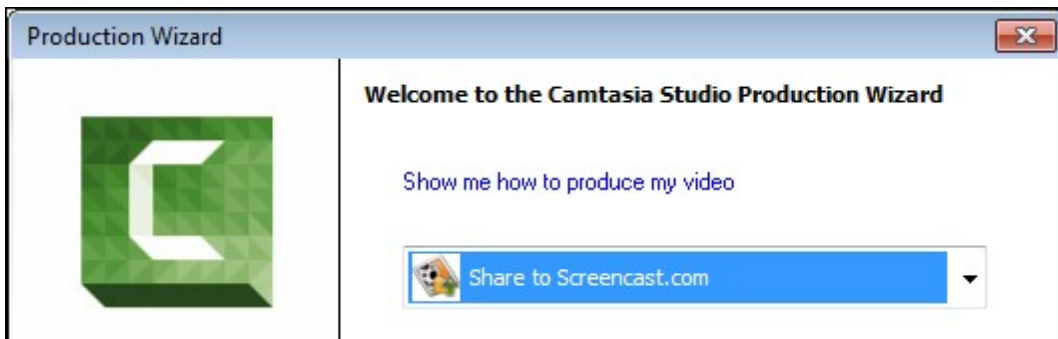 Production Wizard
Welcome to the Camtasia Studio Production Wizard
Show me how to produce my video
Share to Screencast.com